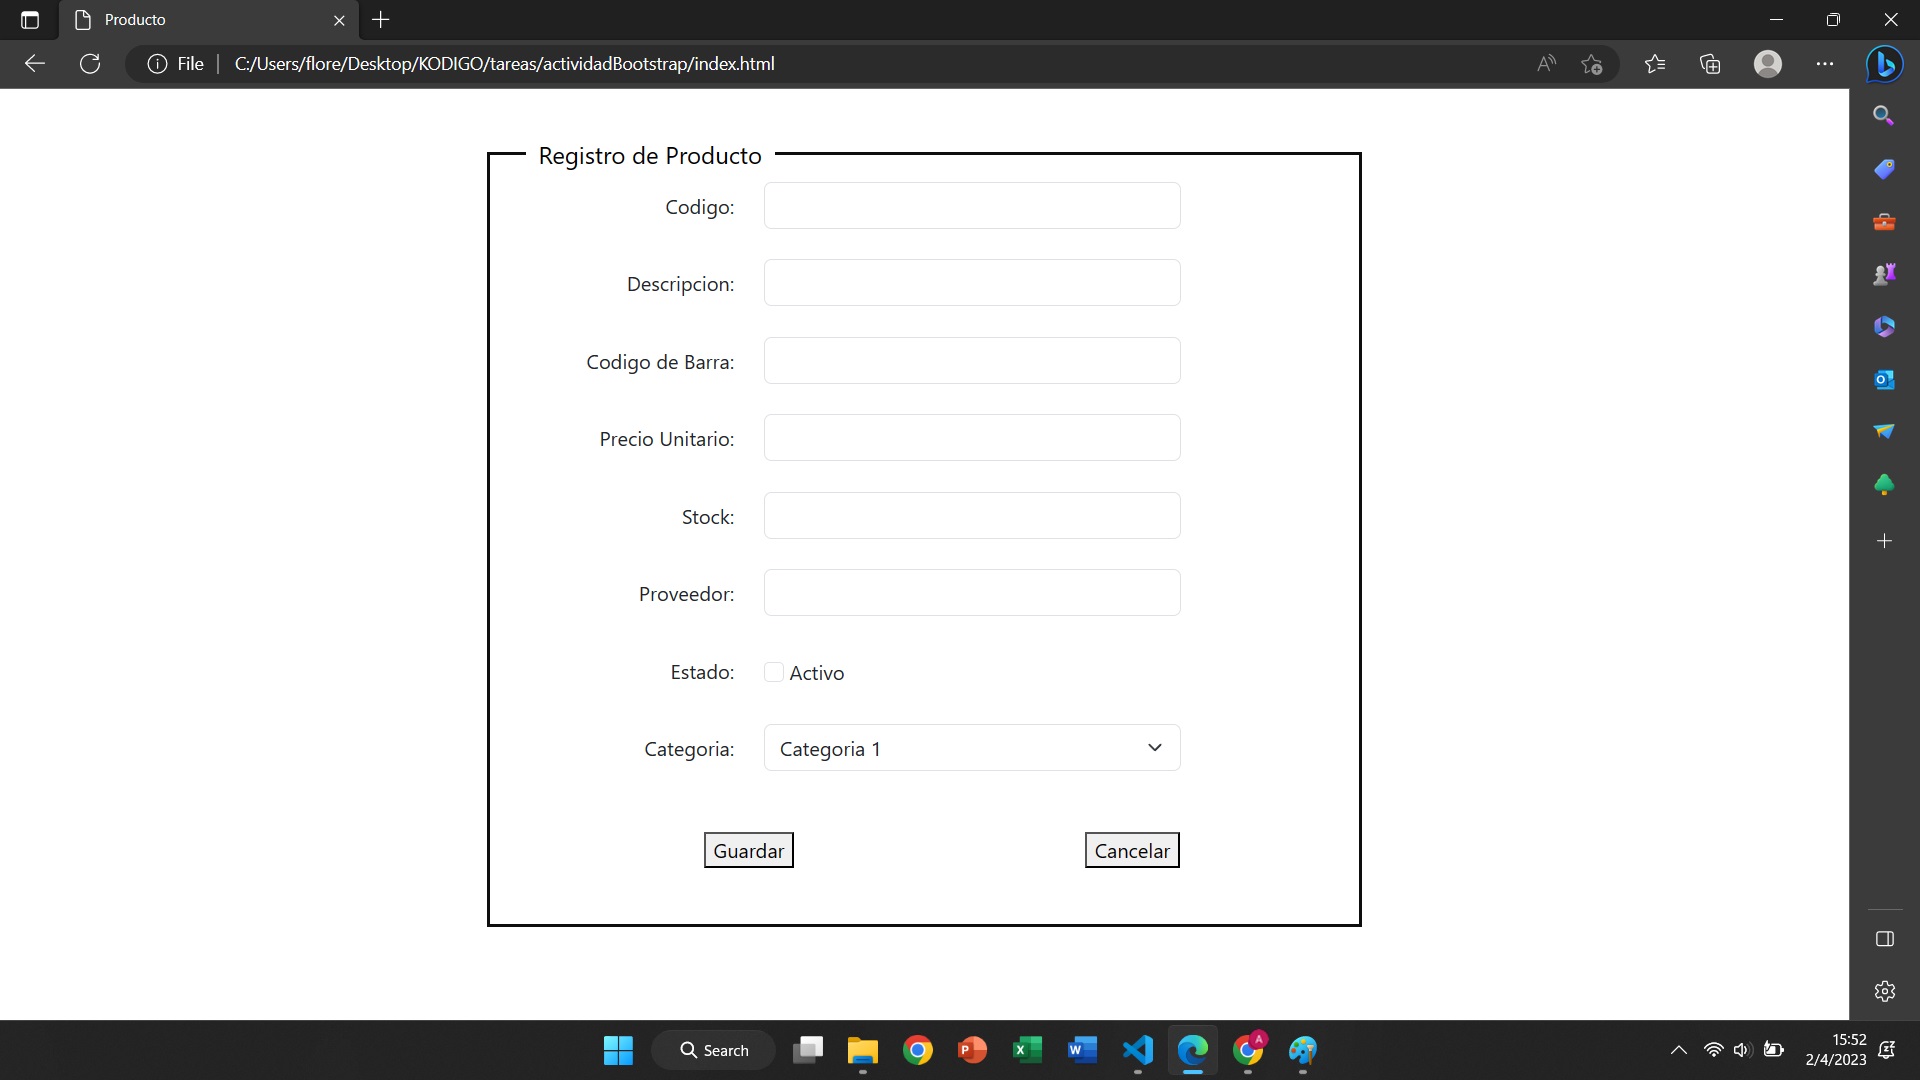 Producto
File
C:/Users/flore/Desktop/KODIGO/tareas/actividadBootstrap/index.html
Registro de Producto
Codigo:
Descripcion:
Codigo de Barra:
Precio Unitario:
Stock:
Proveedor:
Estado: Activo
Categoria: Categoria 1
Guardar Cancelar
Search
15:52
2/4/2023